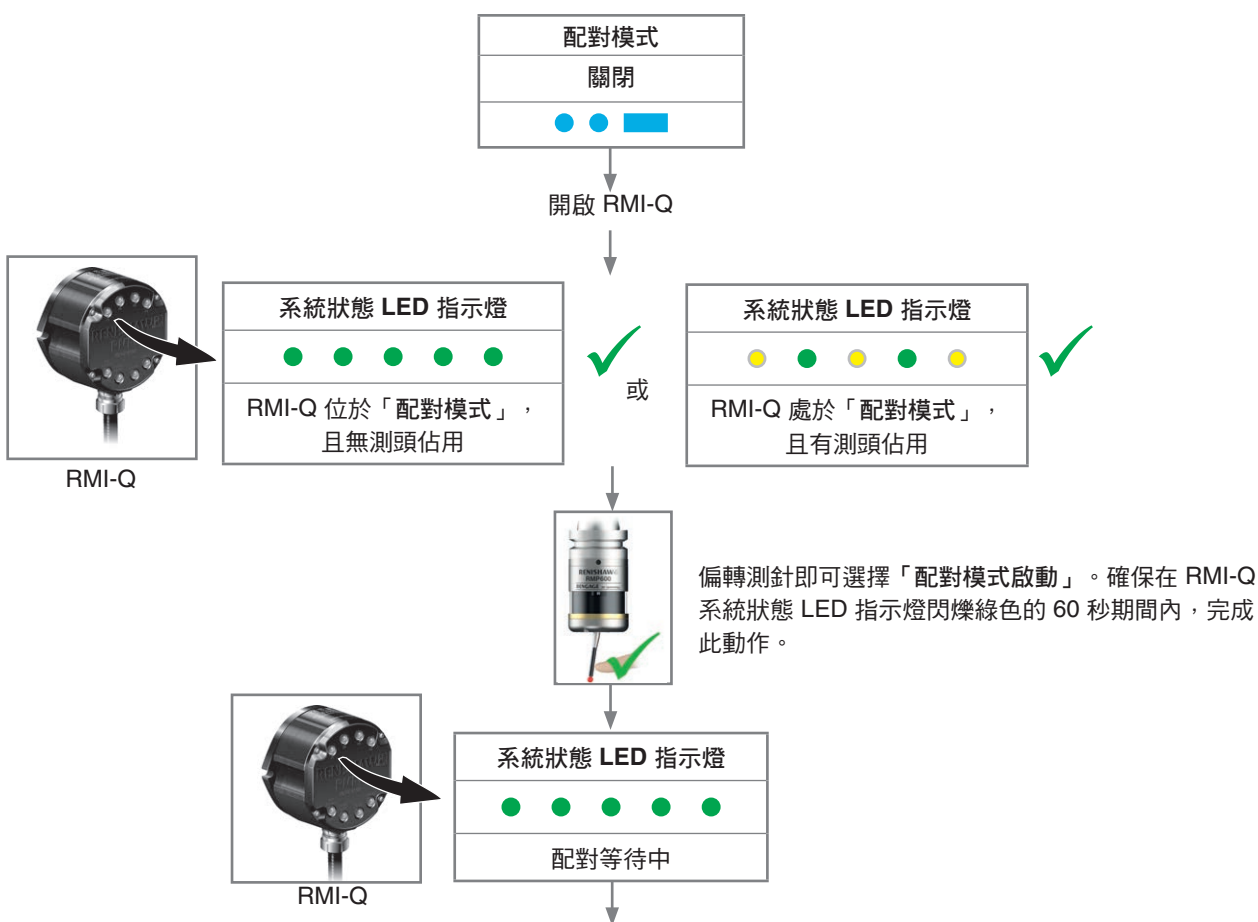 配對模式
關閉
開啟 RMI-Q
RMI-Q
系統狀態 LED 指示燈
RMI-Q 位於「配對模式」，
且無測頭佔用
或
系統狀態 LED 指示燈
RMI-Q 處於「配對模式」，
且有測頭佔用
RENISHAW
RMP600
偏轉測針即可選擇「配對模式啟動」。確保在 RMI-Q
系統狀態 LED 指示燈閃爍綠色的 60 秒期間內，完成
此動作。
RMI-Q
系統狀態 LED 指示燈
配對等待中